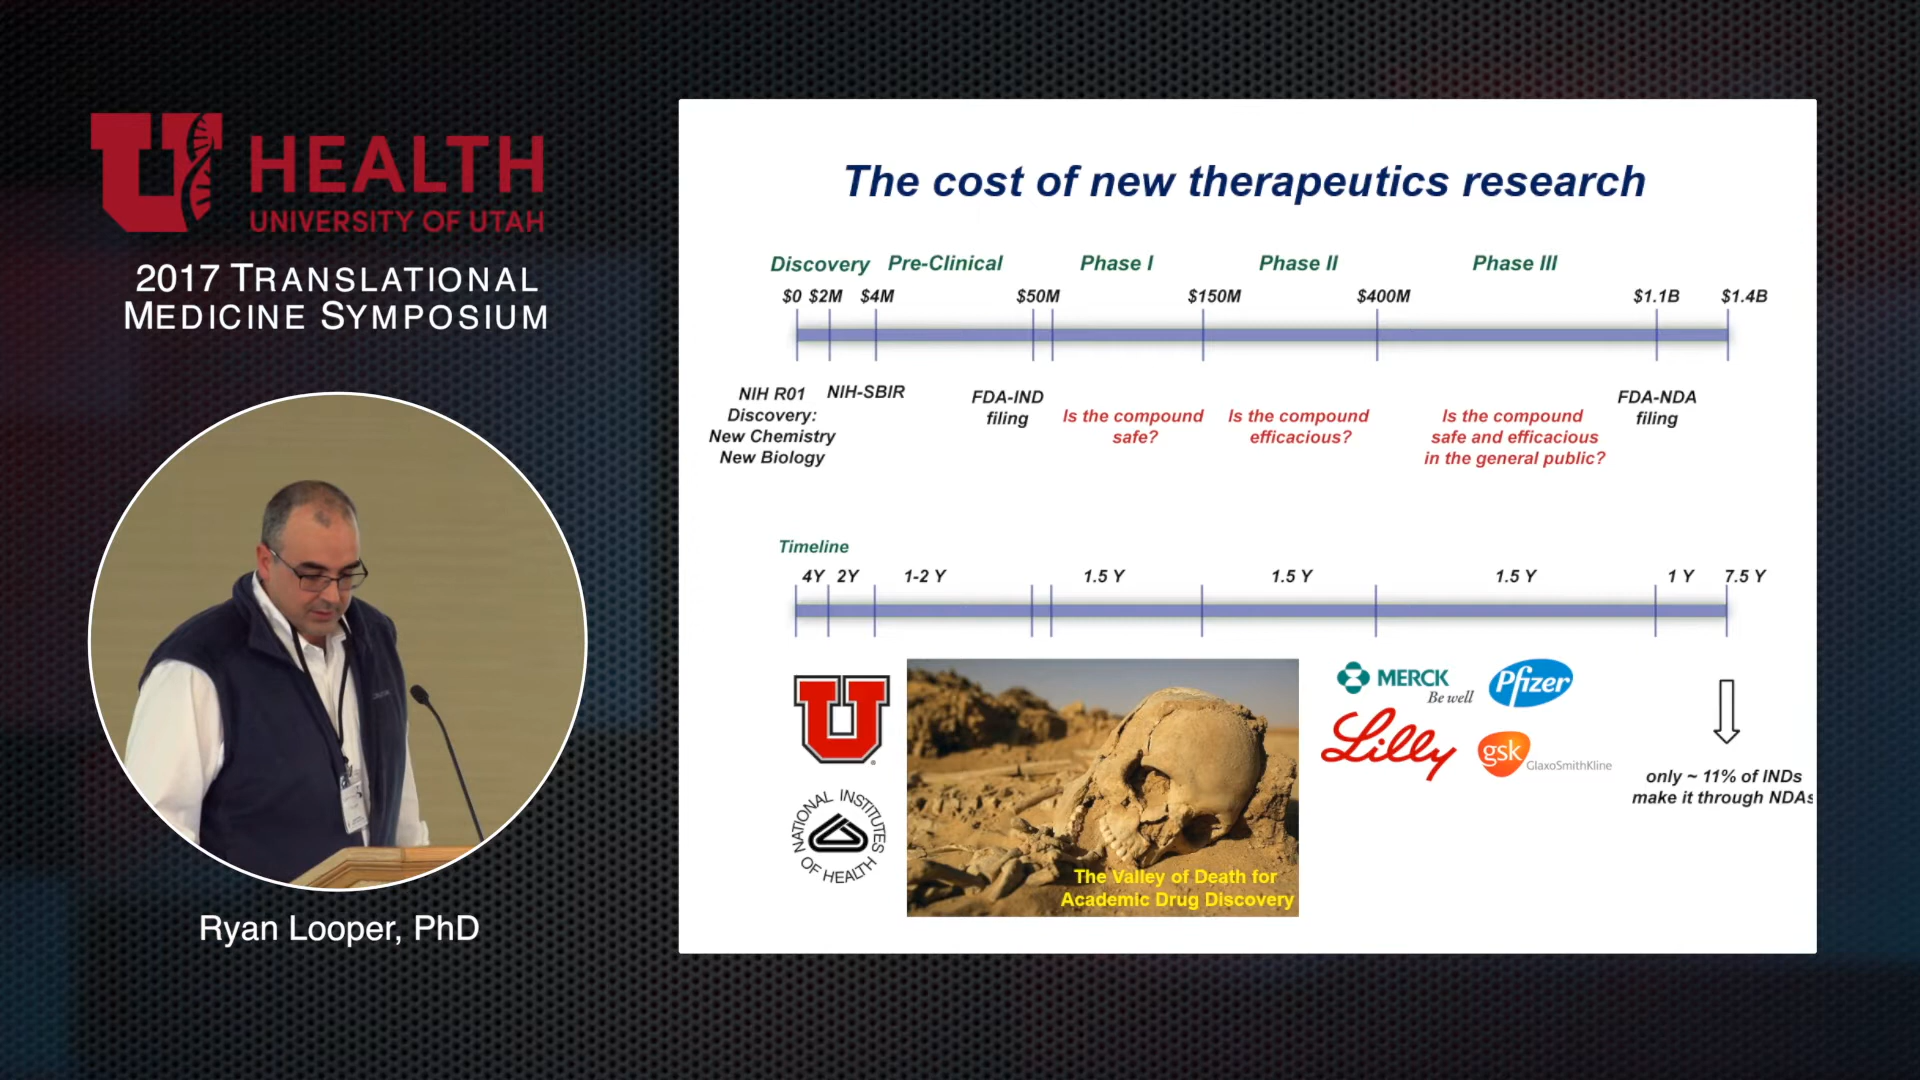 HEALTH
UNIVERSITY OF UTAH
2017 TRANSLATIONAL
MEDICINE SYMPOSIUM
Ryan Looper, PhD
The cost of new therapeutics research
Discovery Pre-Clinical Phase I Phase II Phase III
$0 $2M $4M $50M $150M $400M $1.1B $1.4B
NIH R01
Discovery:
New Chemistry
New Biology
NIH-SBIR
FDA-IND
filing
Is the compound
safe?
Is the compound
efficacious?
Is the compound
safe and efficacious
in the general public?
FDA-NDA
filing
Timeline
4Y 2Y 1-2 Y 1.5 Y 1.5 Y 1.5 Y 1 Y 7.5 Y
U
NATIONAL INSTITUTES
OF HEALTH
The Valley of Death for
Academic Drug Discovery
MERCK
Be well
Pfizer
Lilly
gsk
GlaxoSmithKline
only ~ 11% of INDs
make it through NDAs